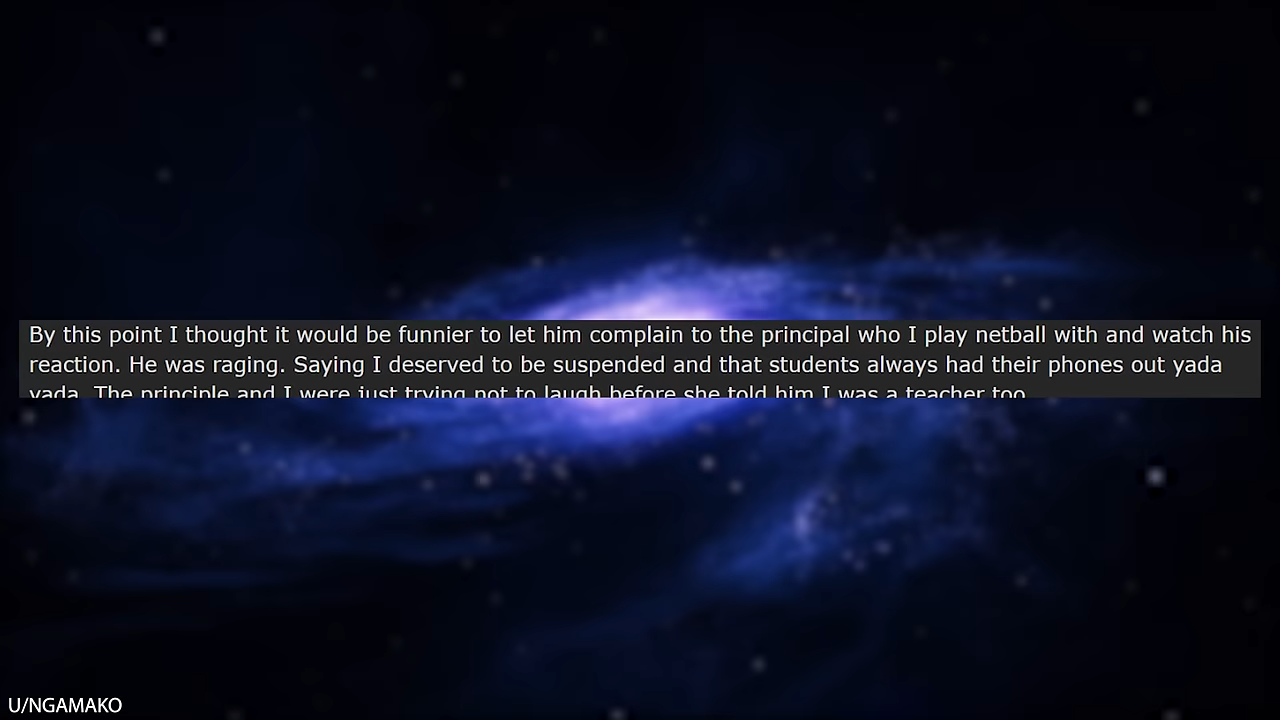 By this point I thought it would be funnier to let him complain to the principal who I play netball with and watch his
reaction. He was raging. Saying I deserved to be suspended and that students always had their phones out yada
yada. The principle and I were just trying not to laugh before she told him I was a teacher too.
U/NGAMAKO